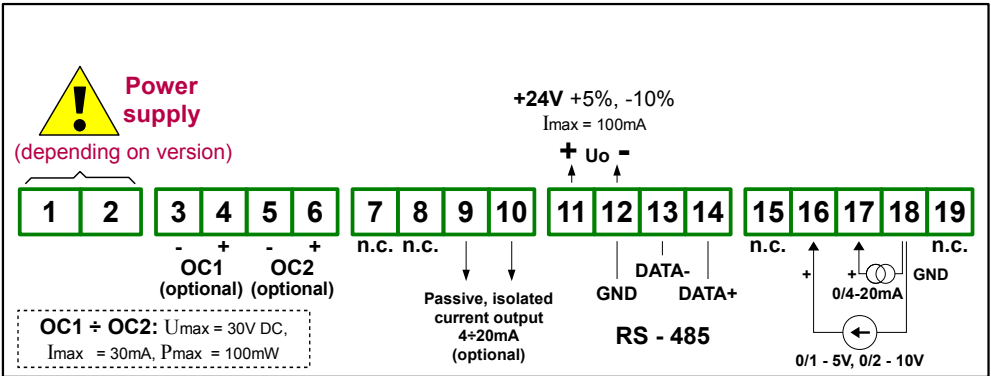 Power
supply
(depending on version)
+24V +5%, -10%
Imax = 100mA
+ Uo -
1 2 3 4 5 6 7 8 9 10 11 12 13 14 15 16 17 18 19
- + - +
OC1 OC2
(optional) (optional)
n.c. n.c.
Passive, isolated
current output
4÷20mA
(optional)
DATA-
GND DATA+
RS - 485
n.c. n.c.
+ + GND
0/4-20mA
0/1 - 5V, 0/2 - 10V
OC1 ÷ OC2: Umax = 30V DC,
Imax = 30mA, Pmax = 100mW